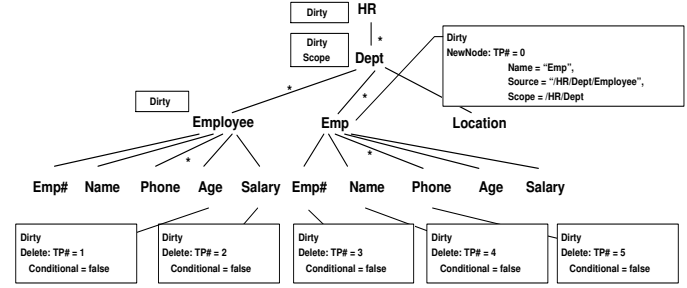 Dirty HR
*
Dirty
Scope
Dept
Dirty
NewNode: TP# = 0
Name = “Emp”,
Source = “/HR/Dept/Employee”,
Scope = /HR/Dept
* *
Dirty
Employee Emp Location
* *
Emp# Name Phone Age Salary Emp# Name Phone Age Salary
Dirty
Delete: TP# = 1
Conditional = false
Dirty
Delete: TP# = 2
Conditional = false
Dirty
Delete: TP# = 3
Conditional = false
Dirty
Delete: TP# = 4
Conditional = false
Dirty
Delete: TP# = 5
Conditional = false